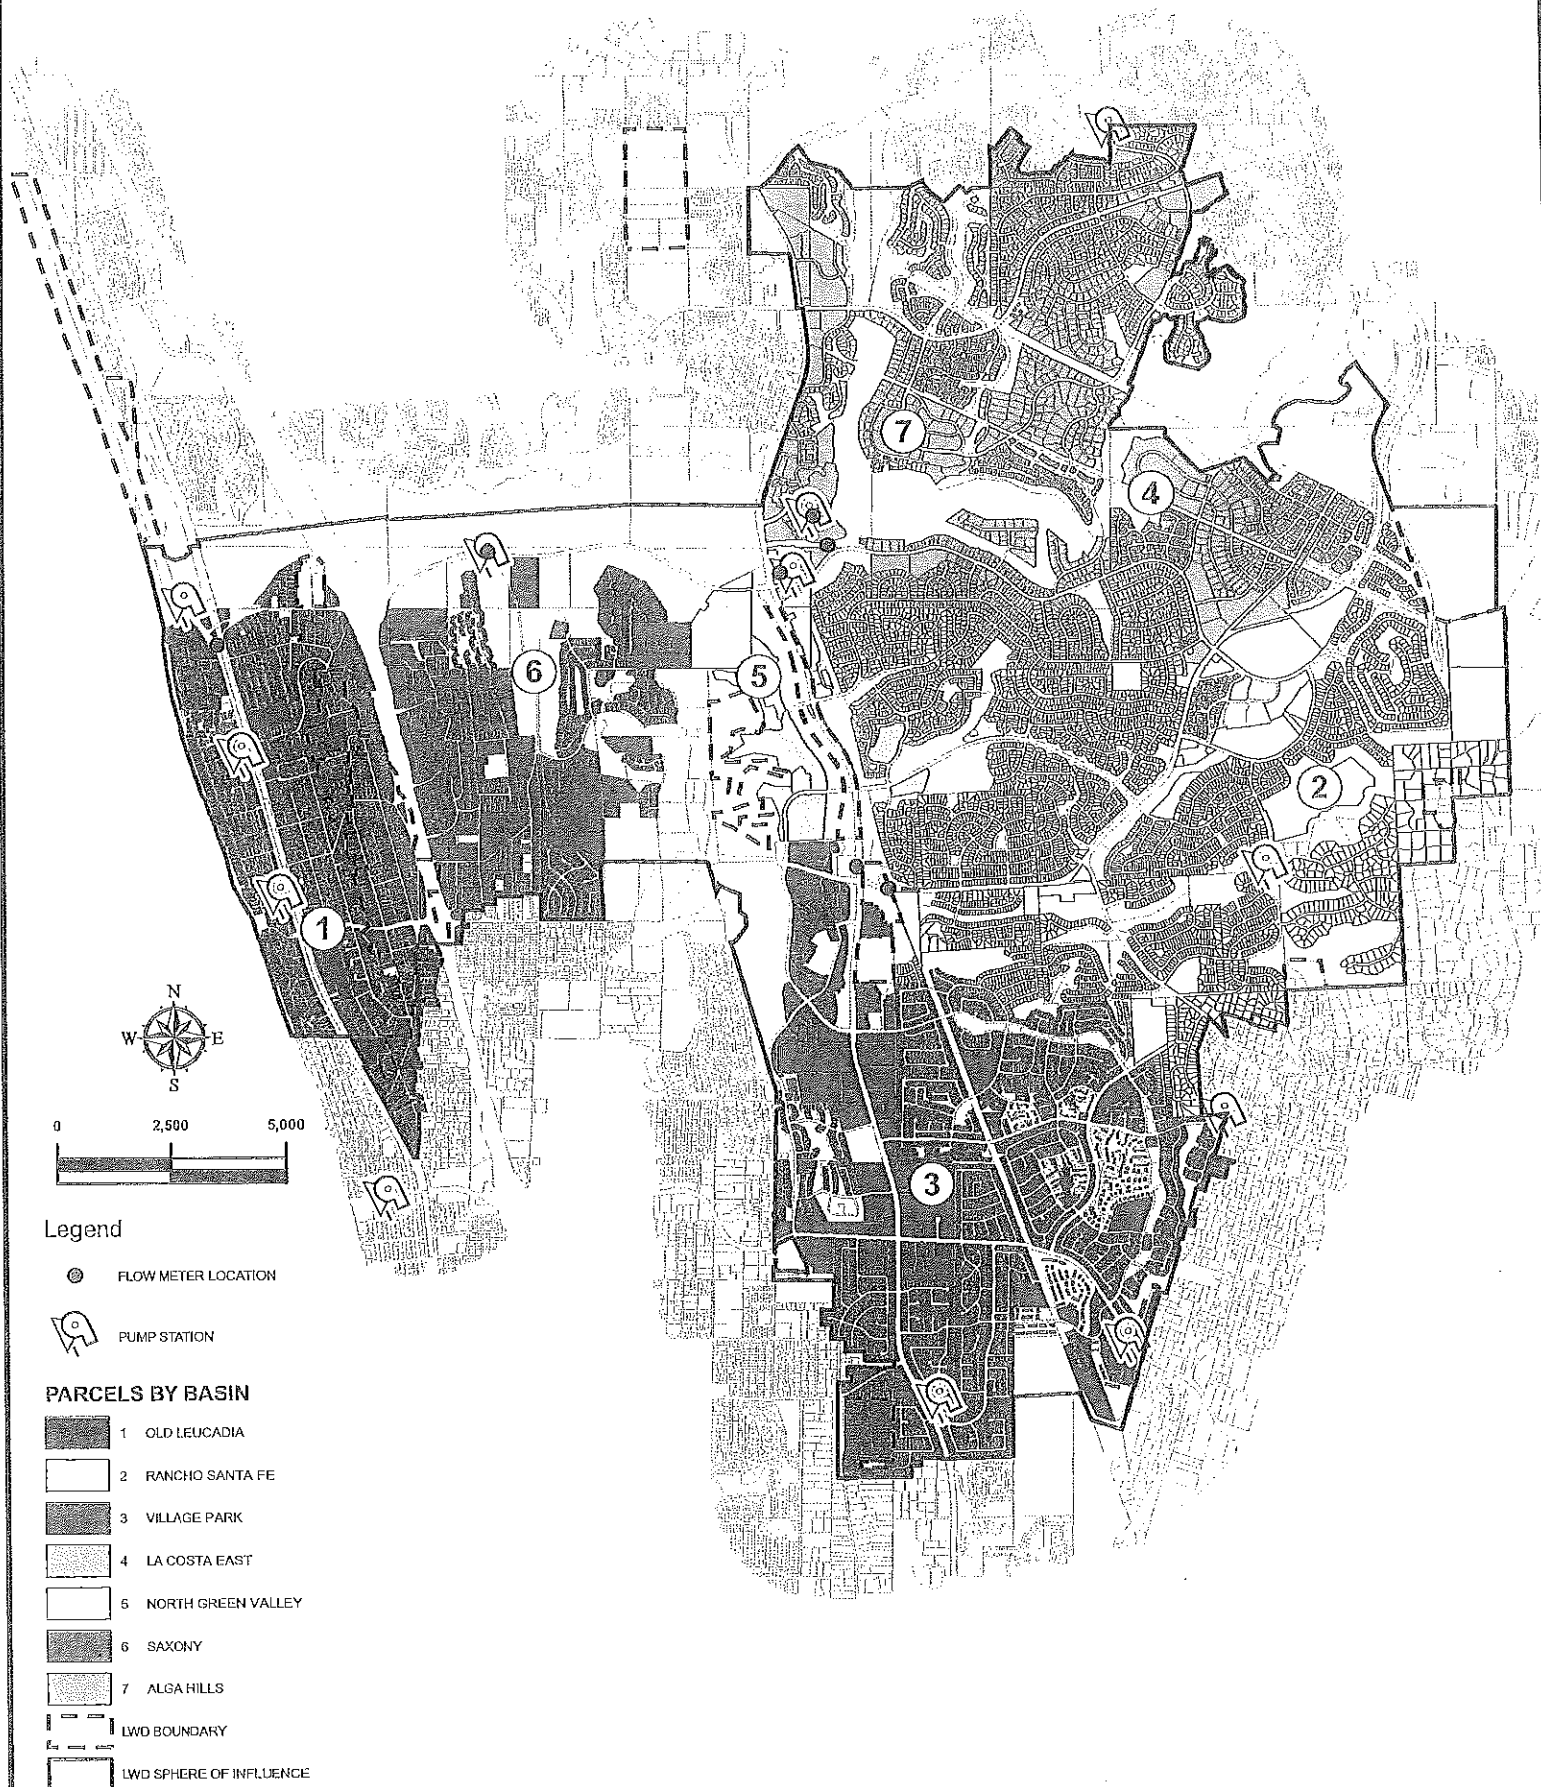 7
4
6
5
2
1
N
W E
S
0 2,500 5,000
3
Legend
FLOW METER LOCATION
PUMP STATION
PARCELS BY BASIN
1 OLD LEUCADIA
2 RANCHO SANTA FE
3 VILLAGE PARK
4 LA COSTA EAST
5 NORTH GREEN VALLEY
6 SAXONY
7 ALGA HILLS
LWD BOUNDARY
LWD SPHERE OF INFLUENCE